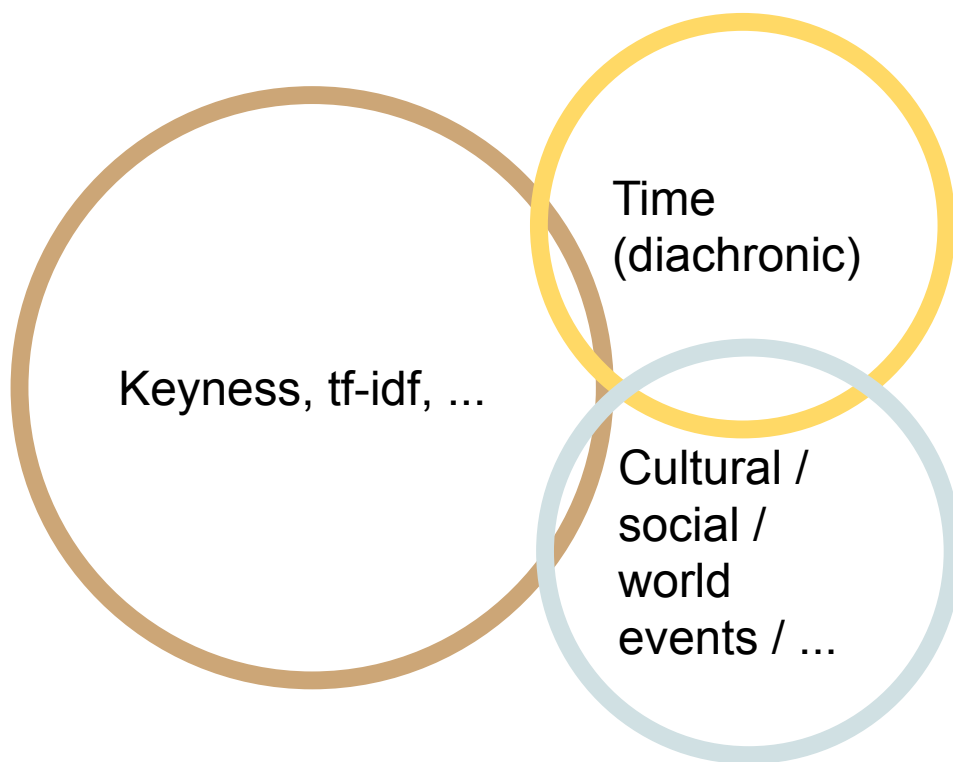 Time
(diachronic)
Keyness, tf-idf, ...
Cultural /
social /
world
events / ...